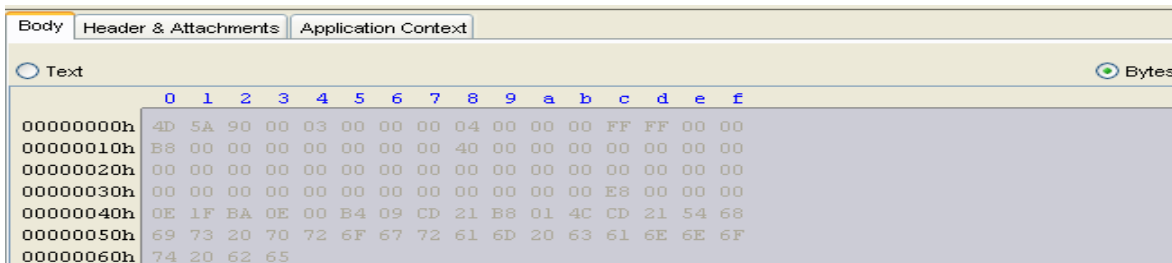 Body Header & Attachments Application Context
Text Bytes
0 1 2 3 4 5 6 7 8 9 a b c d e f
00000000h 4D 5A 90 00 03 00 00 00 04 00 00 00 FF FF 00 00
00000010h B8 00 00 00 00 00 00 00 40 00 00 00 00 00 00 00
00000020h 00 00 00 00 00 00 00 00 00 00 00 00 00 00 00 00
00000030h 00 00 00 00 00 00 00 00 00 00 00 00 E8 00 00 00
00000040h 0E 1F BA 0E 00 B4 09 CD 21 B8 01 4C CD 21 54 68
00000050h 69 73 20 70 72 6F 67 72 61 6D 20 63 61 6E 6E 6F
00000060h 74 20 62 65